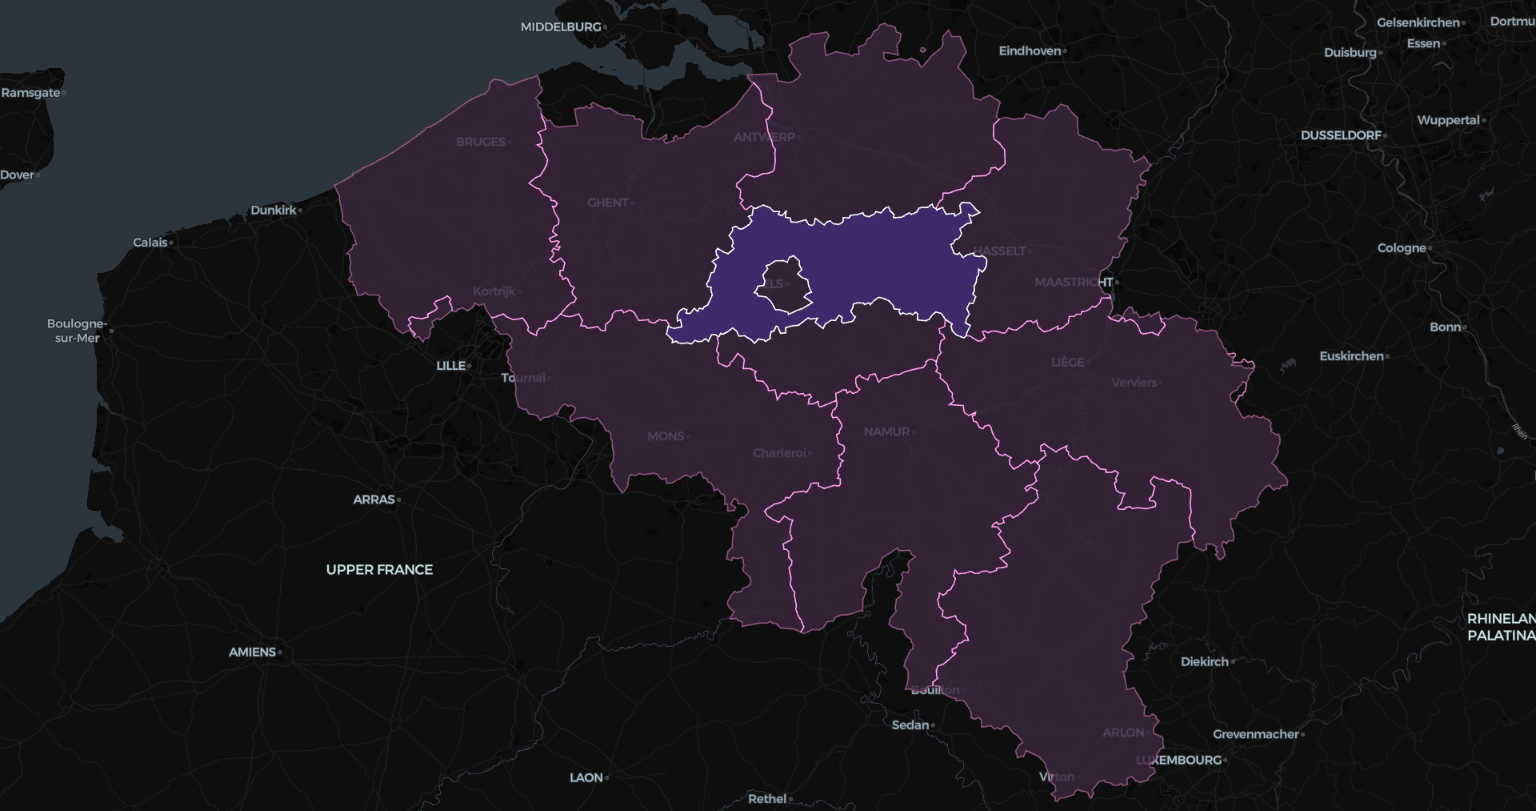 MIDDELBURG
Gelsenkirchen
Dortmu
Essen
Eindhoven
Duisburg
Ramsgate
Wuppertal
DUSSELDORF
ANTWERP
BRUGES
Dover
GHENT
Dunkirk
Calais
Cologne
HASSELT
MAASTRICHT
ELS
Kortrijk
Boulogne-
sur-Mer
Bonn
Euskirchen
LIÈGE
LILLE
Tournai
Verviers
NAMUR
Rhein
MONS
Charleroi
ARRAS
UPPER FRANCE
RHINELAN
PALATINA
AMIENS
Diekirch
Bouillon
Sedan
ARLON
Grevenmacher
LUXEMBOURG
LAON
Virton
Rethel